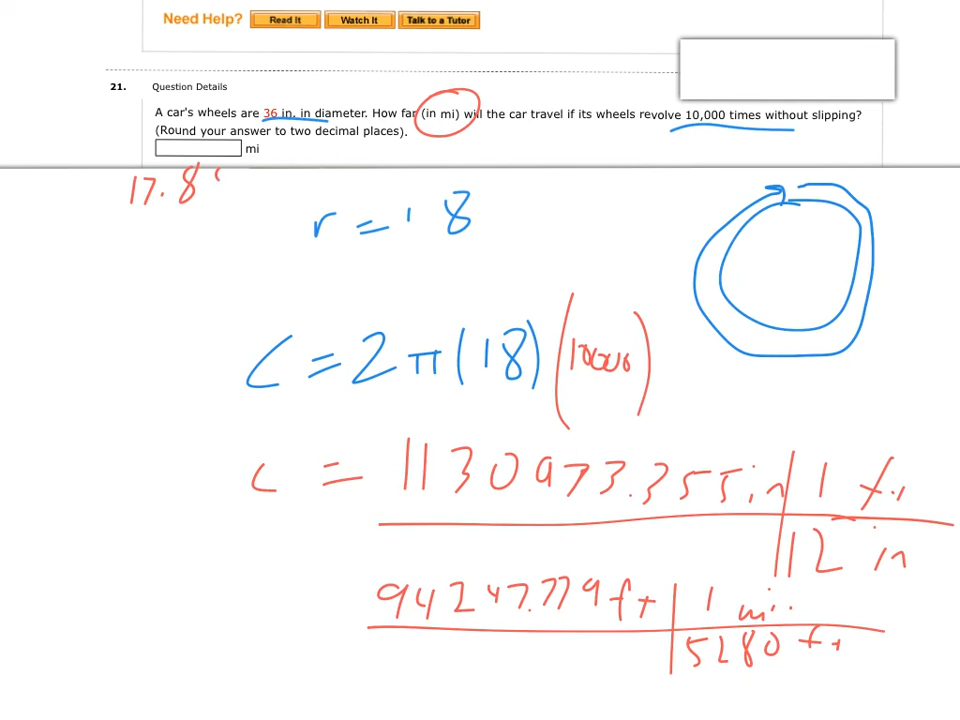 Need Help? Read It Watch It Talk to a Tutor
21. Question Details
A car's wheels are 36 in. in diameter. How far (in mi) will the car travel if its wheels revolve 10,000 times without slipping?
(Round your answer to two decimal places).
mi
17.8
r = 18
C = 2π(18)(10000)
C = 1130973.355 in | 1 ft
12 in
94247.779 ft | 1 mi.
5280 ft